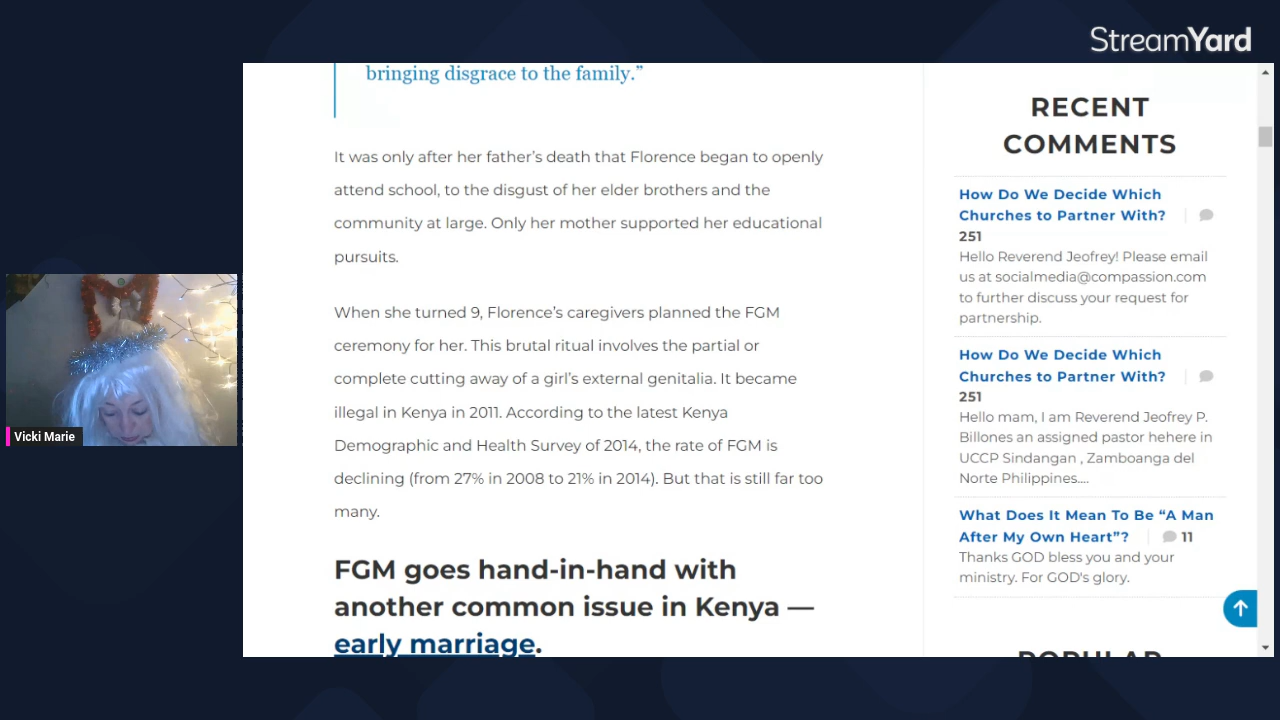 StreamYard
bringing disgrace to the family.”
It was only after her father’s death that Florence began to openly
attend school, to the disgust of her elder brothers and the
community at large. Only her mother supported her educational
pursuits.
When she turned 9, Florence’s caregivers planned the FGM
ceremony for her. This brutal ritual involves the partial or
complete cutting away of a girl’s external genitalia. It became
illegal in Kenya in 2011. According to the latest Kenya
Demographic and Health Survey of 2014, the rate of FGM is
declining (from 27% in 2008 to 21% in 2014). But that is still far too
many.
FGM goes hand-in-hand with
another common issue in Kenya —
early marriage.
RECENT
COMMENTS
How Do We Decide Which
Churches to Partner With?
251
Hello Reverend Jeofrey! Please email
us at socialmedia@compassion.com
to further discuss your request for
partnership.
How Do We Decide Which
Churches to Partner With?
251
Hello mam, I am Reverend Jeofrey P.
Billones an assigned pastor hehere in
UCCP Sindangan , Zamboanga del
Norte Philippines....
What Does It Mean To Be “A Man
After My Own Heart”? 11
Thanks GOD bless you and your
ministry. For GOD's glory.
POPULAR
Vicki Marie